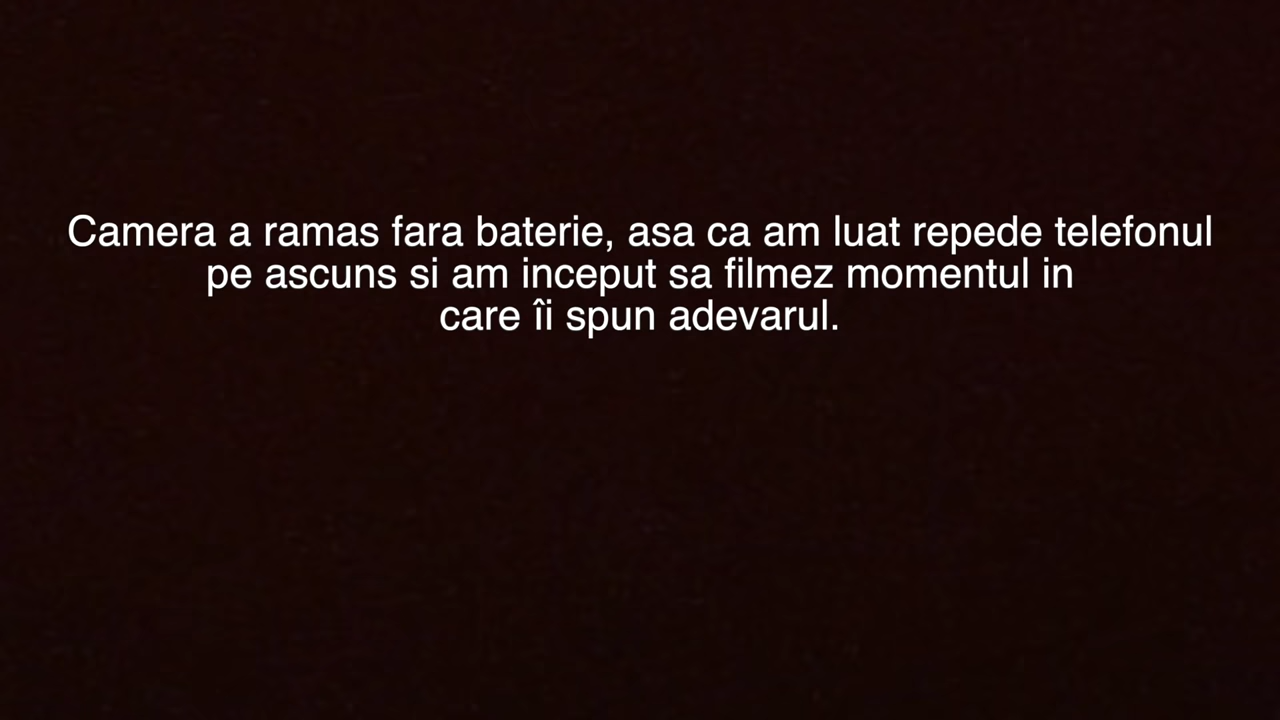 Camera a ramas fara baterie, asa ca am luat repede telefonul
pe ascuns si am inceput sa filmez momentul in
care îi spun adevarul.